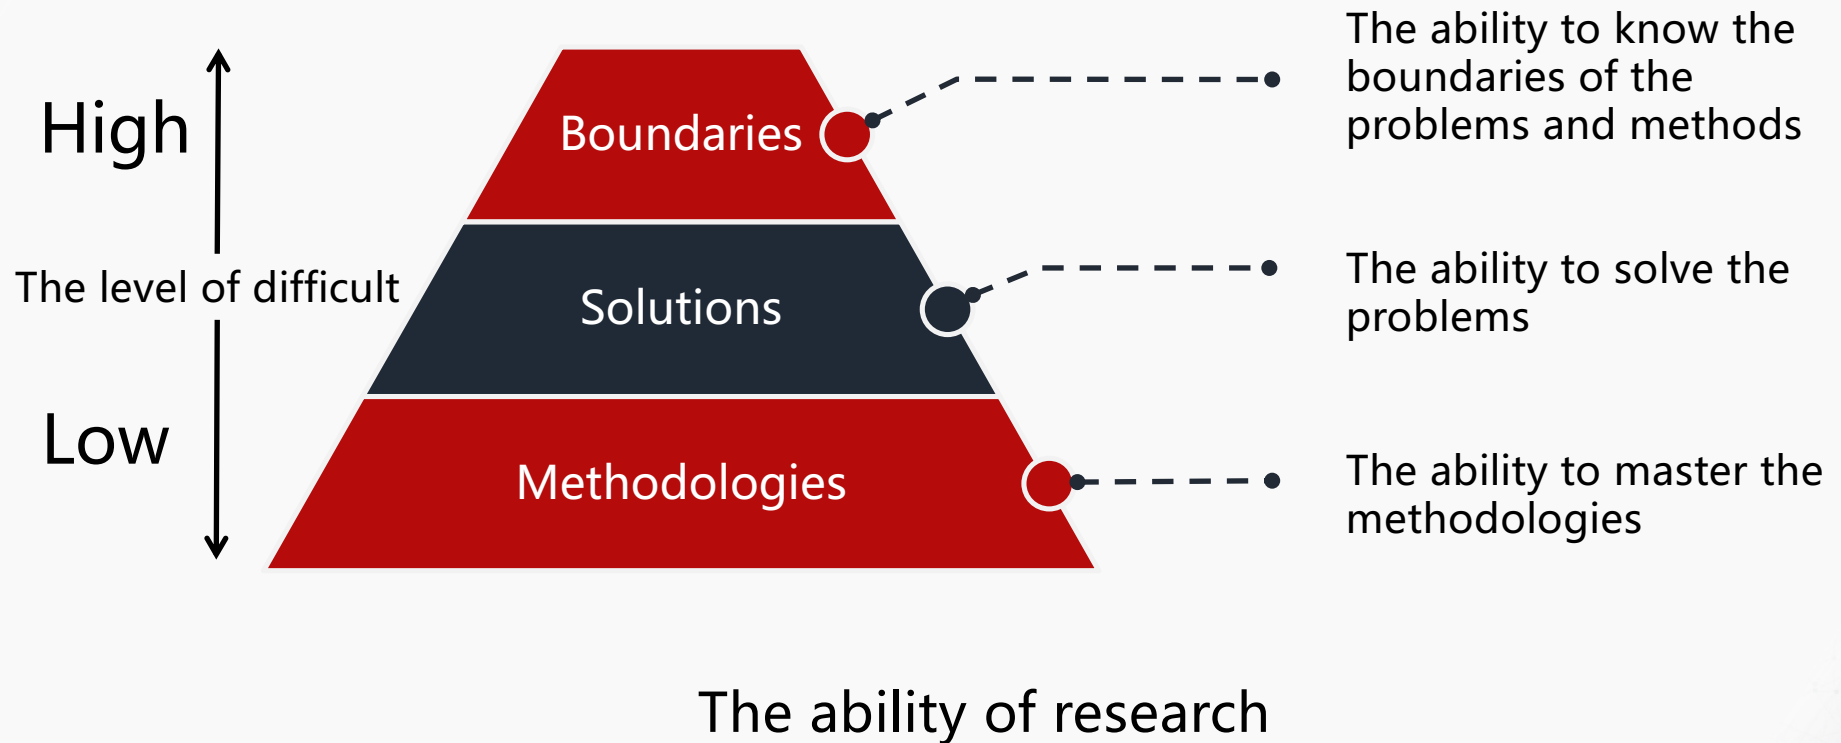 High
The level of difficult
Low
Boundaries
Solutions
Methodologies
The ability to know the
boundaries of the
problems and methods
The ability to solve the
problems
The ability to master the
methodologies
The ability of research